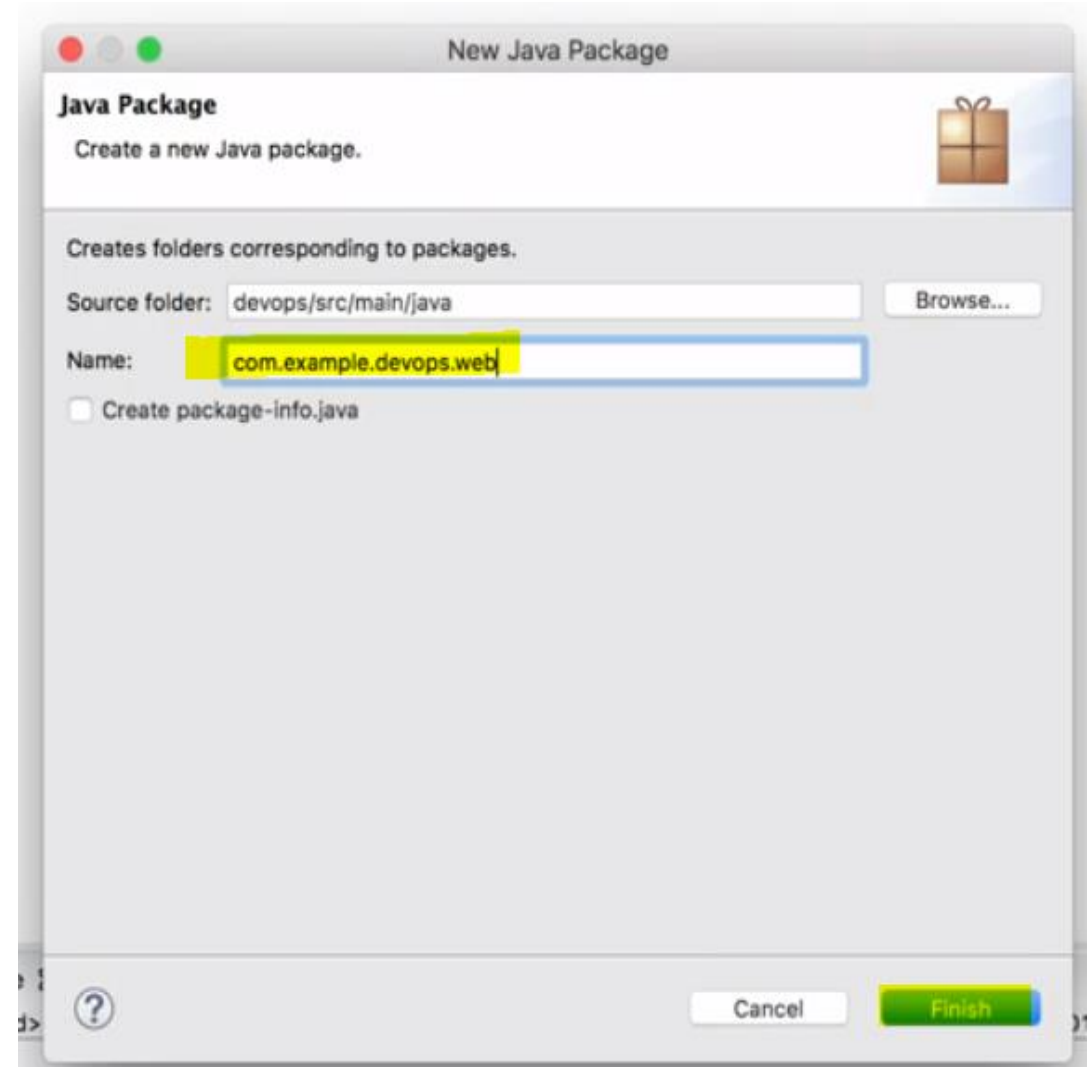 New Java Package
Java Package
Create a new Java package.
Creates folders corresponding to packages.
Source folder: devops/src/main/java Browse...
Name: com.example.devops.web
Create package-info.java
? Cancel Finish